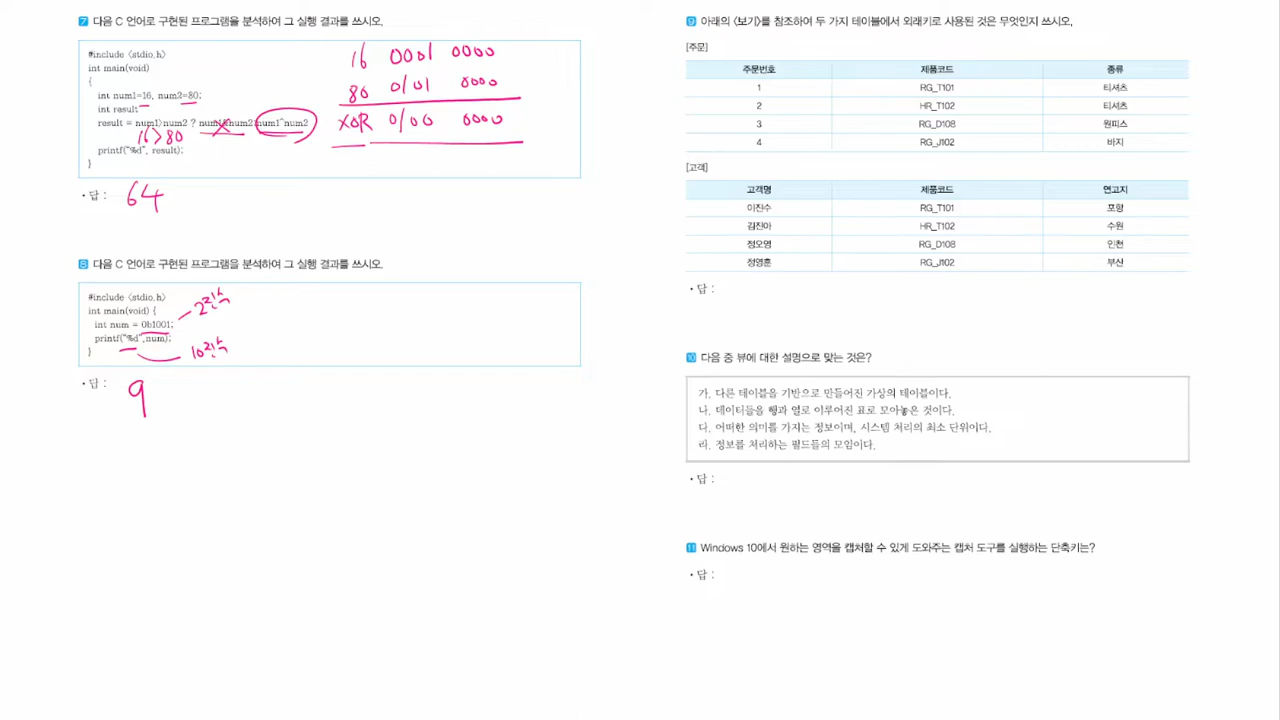 7 다음 C 언어로 구현된 프로그램을 분석하여 그 실행 결과를 쓰시오.
#include <stdio.h>
int main(void)
{
int num1=16, num2=80;
int result
result = num1>num2 ? num1&num2:num1^num2
16>80
printf("%d", result);
}
16 0001 0000
80 0101 0000
XOR 0100 0000
• 답 : 64
8 다음 C 언어로 구현된 프로그램을 분석하여 그 실행 결과를 쓰시오.
#include <stdio.h>
int main(void) {
int num = 0b1001;
printf("%d",num);
}
2진수
10진수
• 답 : 9
9 아래의 <보기>를 참조하여 두 가지 테이블에서 외래키로 사용된 것은 무엇인지 쓰시오.
[주문]
주문번호 제품코드 종류
1 RG_T101 티셔츠
2 HR_T102 티셔츠
3 RG_D108 원피스
4 RG_J102 바지
[고객]
고객명 제품코드 연고지
이진수 RG_T101 포항
김진아 HR_T102 수원
정오영 RG_D108 인천
정영훈 RG_J102 부산
• 답 :
10 다음 중 뷰에 대한 설명으로 맞는 것은?
가. 다른 테이블을 기반으로 만들어진 가상의 테이블이다.
나. 데이터들을 행과 열로 이루어진 표로 모아놓은 것이다.
다. 어떠한 의미를 가지는 정보이며, 시스템 처리의 최소 단위이다.
라. 정보를 처리하는 필드들의 모임이다.
• 답 :
11 Windows 10에서 원하는 영역을 캡처할 수 있게 도와주는 캡처 도구를 실행하는 단축키는?
• 답 :